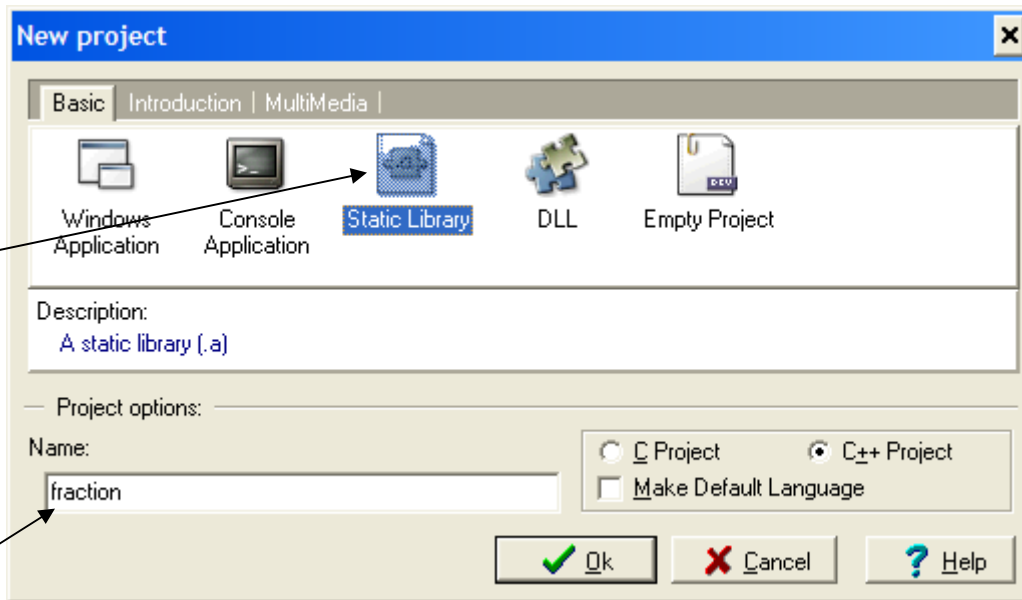 New project
Basic Introduction | MultiMedia |
Windows Application
Console Application
Static Library
DLL
Empty Project
Description:
A static library (.a)
Project options:
Name:
fraction
C Project
C++ Project
Make Default Language
Ok
Cancel
Help